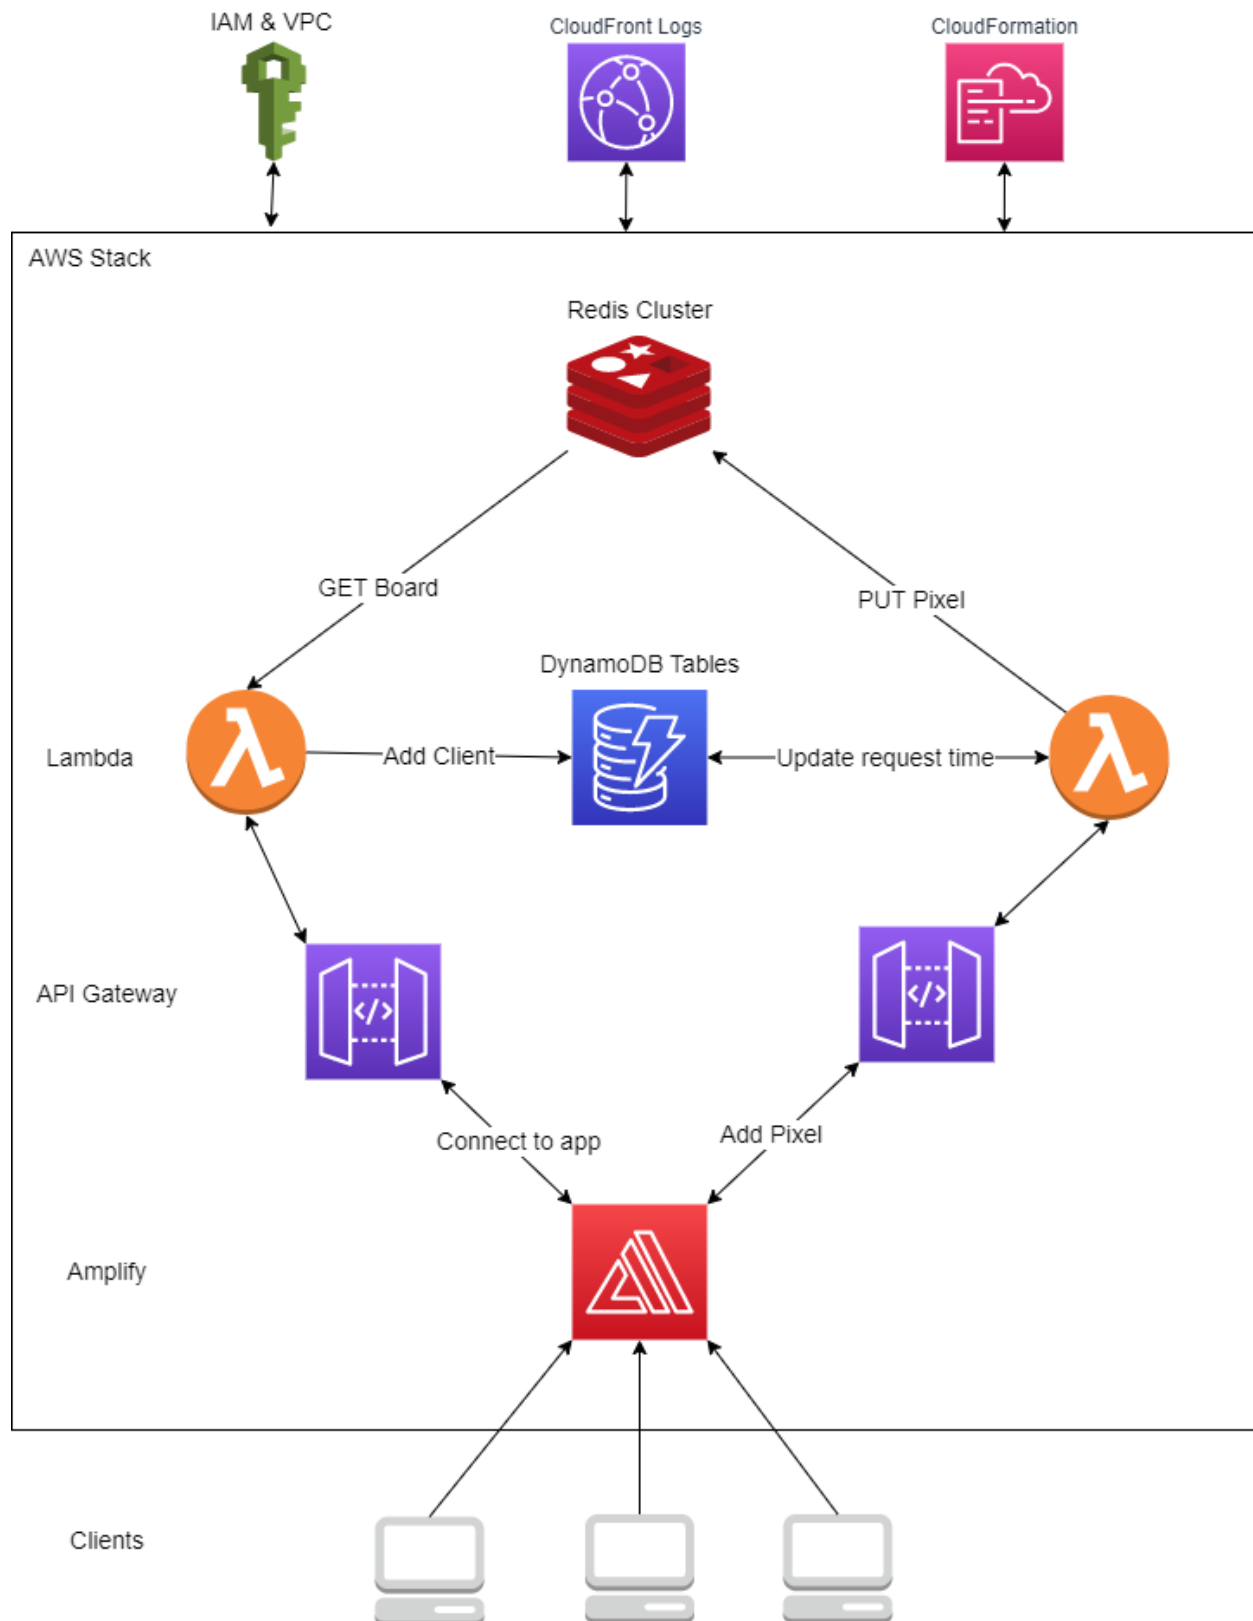 IAM & VPC
CloudFront Logs
CloudFormation
AWS Stack
Redis Cluster
GET Board
PUT Pixel
DynamoDB Tables
Lambda
Add Client
Update request time
API Gateway
</>
</>
Connect to app
Add Pixel
Amplify
Clients